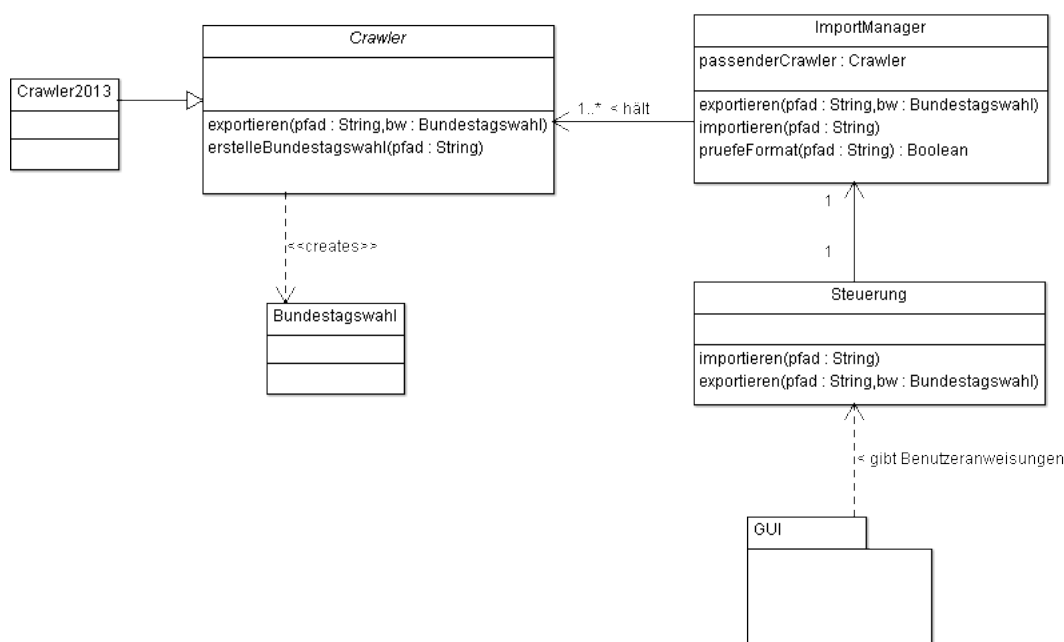 Crawler
exportieren(pfad : String,bw : Bundestagswahl)
erstelleBundestagswahl(pfad : String)
ImportManager
passenderCrawler : Crawler
exportieren(pfad : String,bw : Bundestagswahl)
importieren(pfad : String)
pruefeFormat(pfad : String) : Boolean
Crawler2013
1..* < hält
<<creates>>
1
1
Bundestagswahl
Steuerung
importieren(pfad : String)
exportieren(pfad : String,bw : Bundestagswahl)
< gibt Benutzeranweisungen
GUI